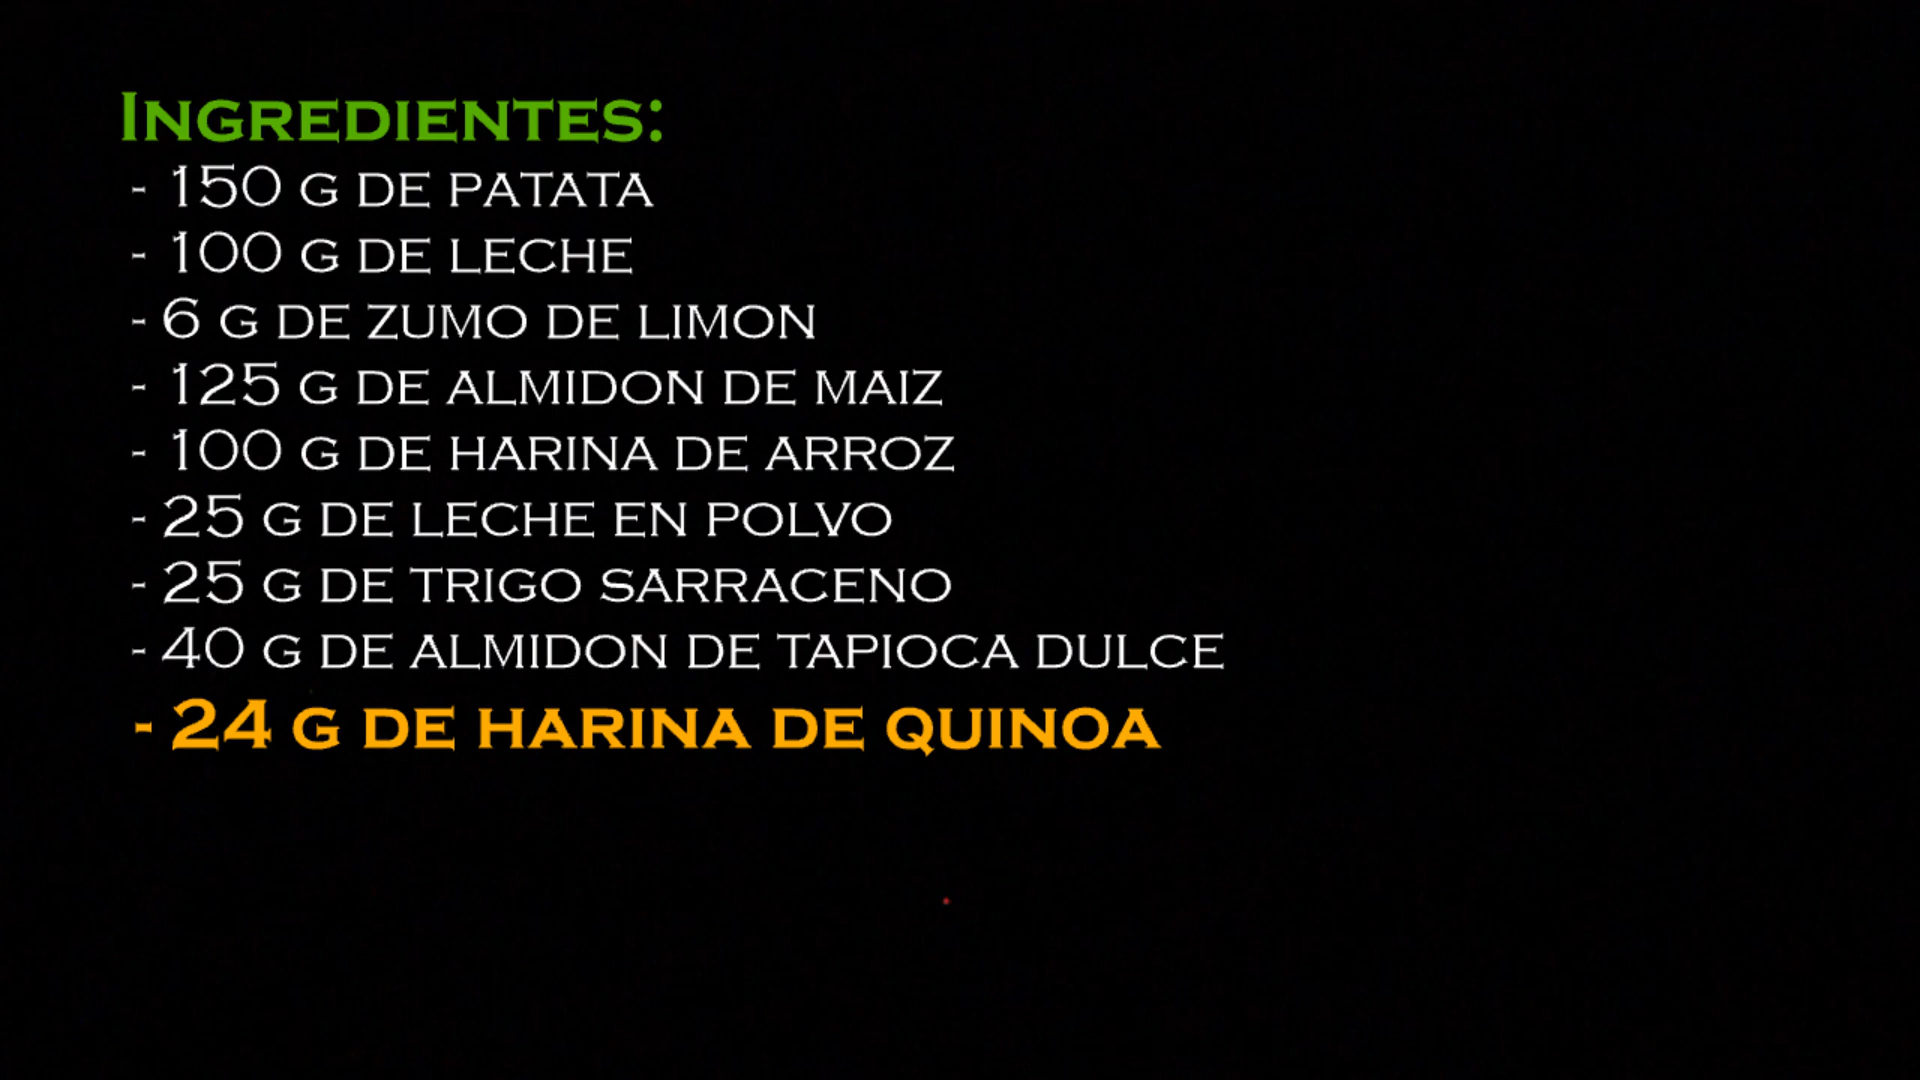 INGREDIENTES:
- 150 G DE PATATA
- 100 G DE LECHE
- 6 G DE ZUMO DE LIMON
- 125 G DE ALMIDON DE MAIZ
- 100 G DE HARINA DE ARROZ
- 25 G DE LECHE EN POLVO
- 25 G DE TRIGO SARRACENO
- 40 G DE ALMIDON DE TAPIOCA DULCE
- 24 G DE HARINA DE QUINOA